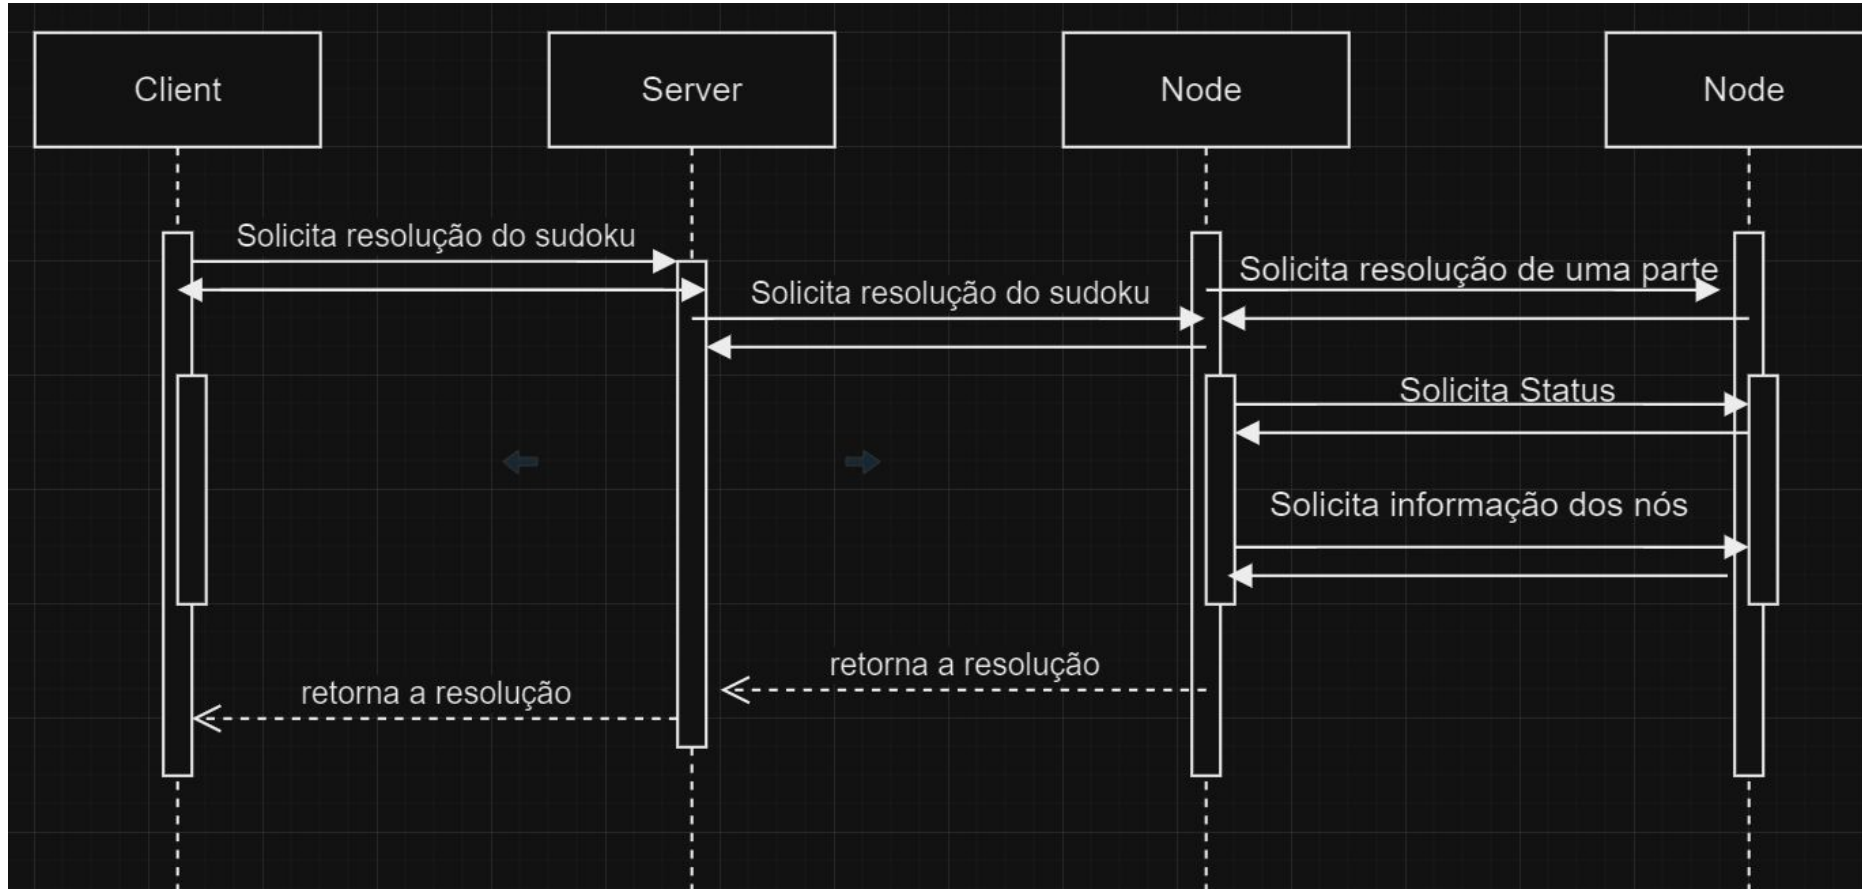 Client
Server
Node
Node
Solicita resolução do sudoku
Solicita resolução de uma parte
Solicita resolução do sudoku
Solicita Status
Solicita informação dos nós
retorna a resolução
retorna a resolução